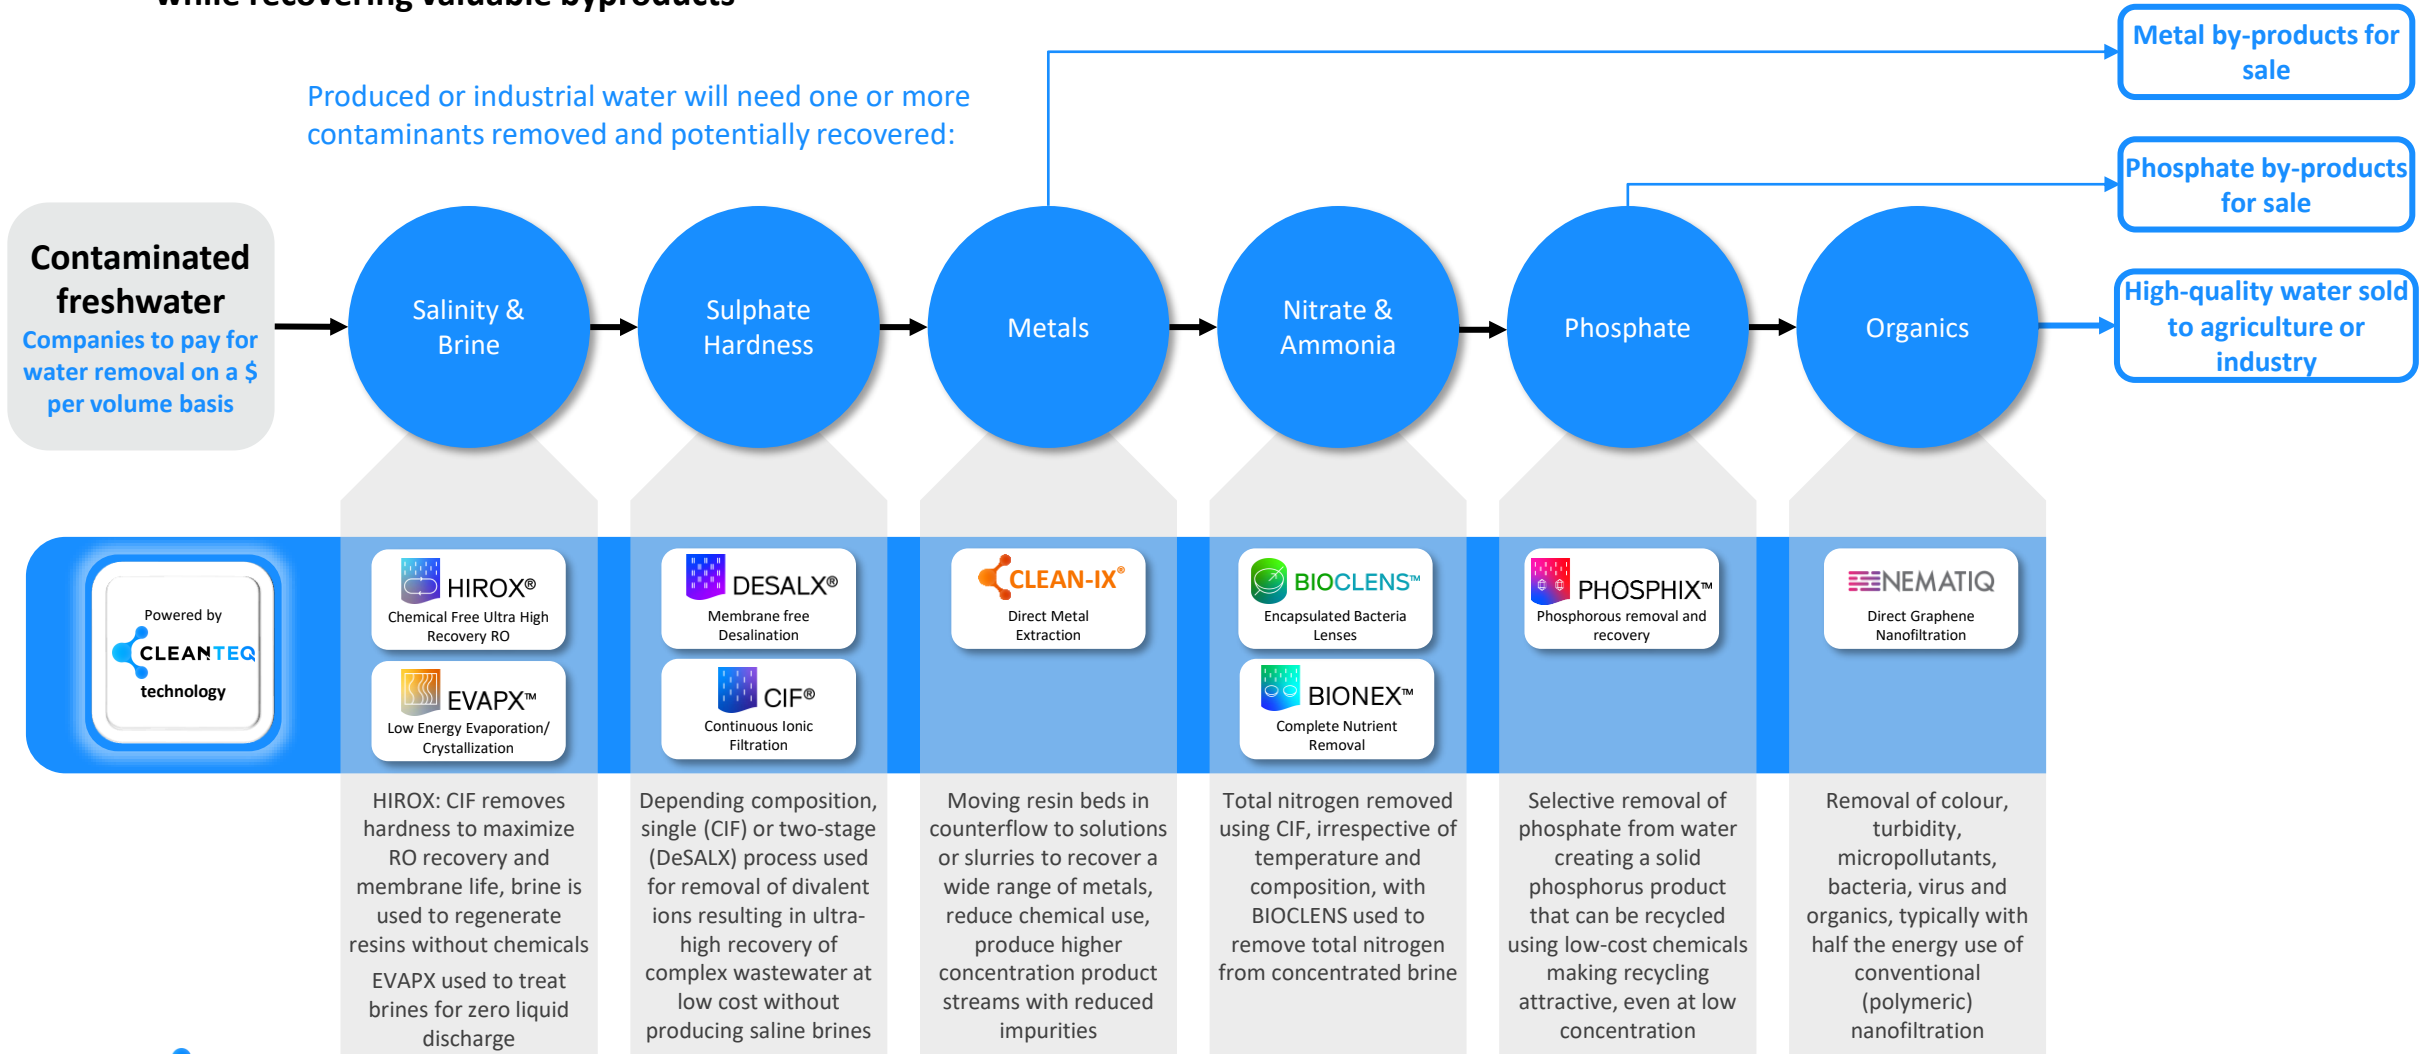 while recovering valuable byproducts
Produced or industrial water will need one or more
contaminants removed and potentially recovered:
Metal by-products for
sale
Phosphate by-products
for sale
High-quality water sold
to agriculture or
industry
Contaminated
freshwater
Companies to pay for
water removal on a $
per volume basis
Salinity &
Brine
Sulphate
Hardness
Metals
Nitrate &
Ammonia
Phosphate
Organics
Powered by
CLEANTEQ
technology
HIROX®
Chemical Free Ultra High
Recovery RO
EVAPX™
Low Energy Evaporation/
Crystallization
DESALX®
Membrane free
Desalination
CIF®
Continuous Ionic
Filtration
CLEAN-IX®
Direct Metal
Extraction
BIOCLENS™
Encapsulated Bacteria
Lenses
BIONEX™
Complete Nutrient
Removal
PHOSPHIX™
Phosphorous removal and
recovery
NEMATIQ
Direct Graphene
Nanofiltration
HIROX: CIF removes
hardness to maximize
RO recovery and
membrane life, brine is
used to regenerate
resins without chemicals
EVAPX used to treat
brines for zero liquid
discharge
Depending composition,
single (CIF) or two-stage
(DeSALX) process used
for removal of divalent
ions resulting in ultra-
high recovery of
complex wastewater at
low cost without
producing saline brines
Moving resin beds in
counterflow to solutions
or slurries to recover a
wide range of metals,
reduce chemical use,
produce higher
concentration product
streams with reduced
impurities
Total nitrogen removed
using CIF, irrespective of
temperature and
composition, with
BIOCLENS used to
remove total nitrogen
from concentrated brine
Selective removal of
phosphate from water
creating a solid
phosphorus product
that can be recycled
using low-cost chemicals
making recycling
attractive, even at low
concentration
Removal of colour,
turbidity,
micropollutants,
bacteria, virus and
organics, typically with
half the energy use of
conventional
(polymeric)
nanofiltration